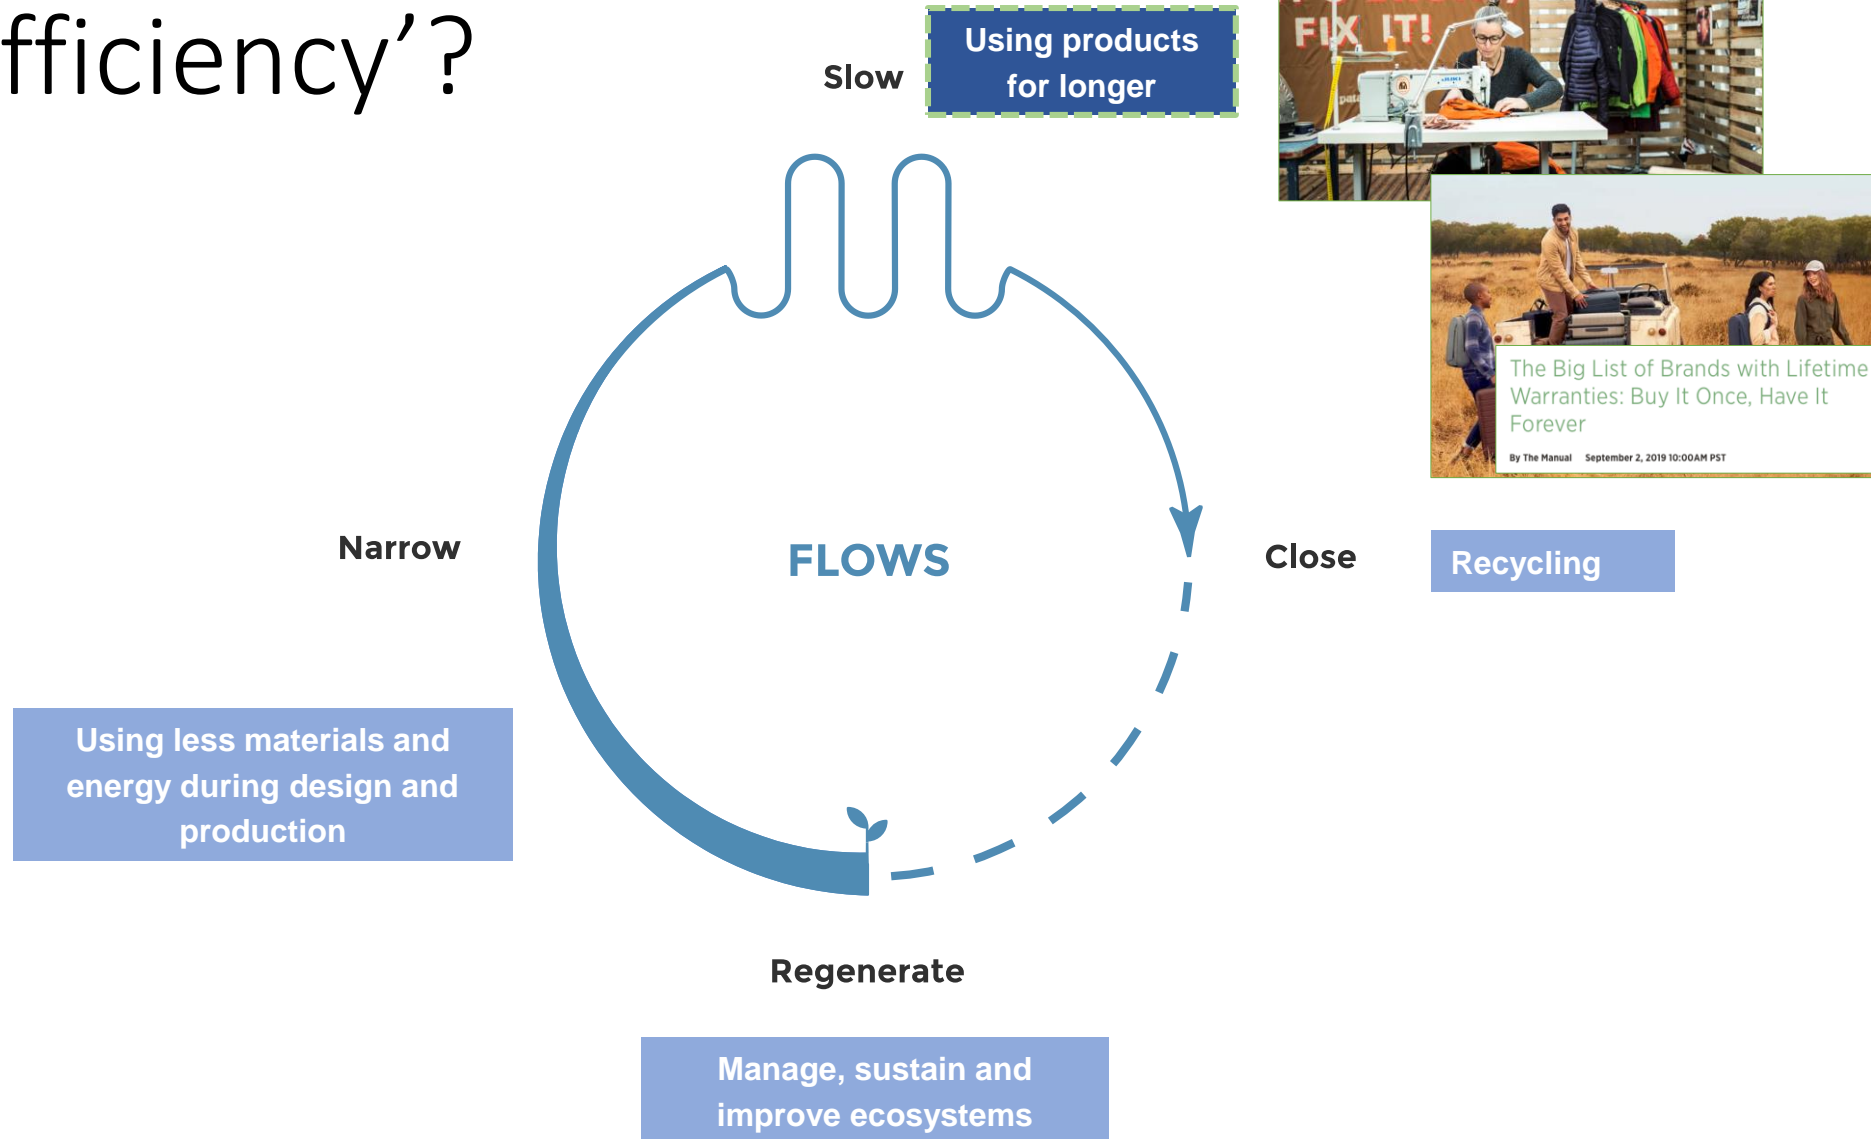 fficiency’?
Slow
Using products
for longer
FIX IT!
The Big List of Brands with Lifetime
Warranties: Buy It Once, Have It
Forever
By The Manual September 2, 2019 10:00AM PST
Narrow
FLOWS
Close
Recycling
Using less materials and
energy during design and
production
Regenerate
Manage, sustain and
improve ecosystems